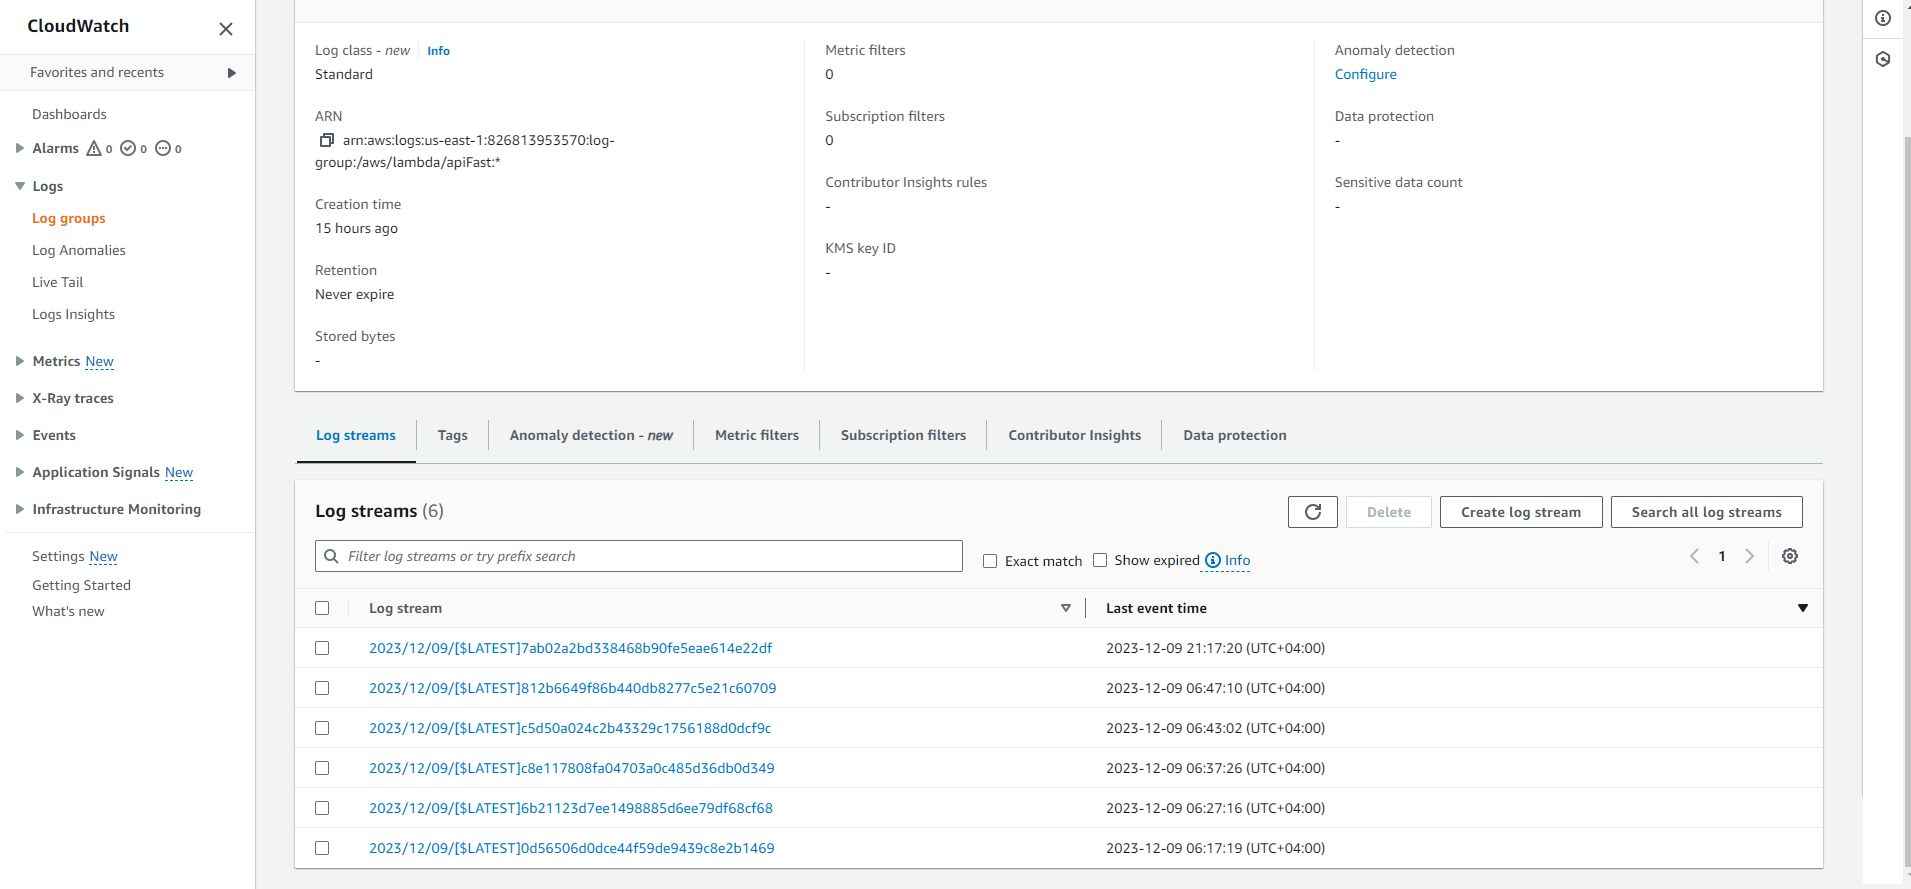 CloudWatch
Favorites and recents
Dashboards
Alarms 0 0 0
Logs
Log groups
Log Anomalies
Live Tail
Logs Insights
Metrics New
X-Ray traces
Events
Application Signals New
Infrastructure Monitoring
Settings New
Getting Started
What's new
Log class - new Info
Standard
ARN
arn:aws:logs:us-east-1:826813953570:log-
group:/aws/lambda/apiFast:*
Creation time
15 hours ago
Retention
Never expire
Stored bytes
-
Metric filters
0
Subscription filters
0
Contributor Insights rules
-
KMS key ID
-
Anomaly detection
Configure
Data protection
-
Sensitive data count
-
Log streams Tags Anomaly detection - new Metric filters Subscription filters Contributor Insights Data protection
Log streams (6)
Delete Create log stream Search all log streams
Filter log streams or try prefix search Exact match Show expired Info 1
Log stream Last event time
2023/12/09/[$LATEST]7ab02a2bd338468b90fe5eae614e22df 2023-12-09 21:17:20 (UTC+04:00)
2023/12/09/[$LATEST]812b6649f86b440db8277c5e21c60709 2023-12-09 06:47:10 (UTC+04:00)
2023/12/09/[$LATEST]c5d50a024c2b43329c1756188d0dcf9c 2023-12-09 06:43:02 (UTC+04:00)
2023/12/09/[$LATEST]c8e117808fa04703a0c485d36db0d349 2023-12-09 06:37:26 (UTC+04:00)
2023/12/09/[$LATEST]6b21123d7ee1498885d6ee79df68cf68 2023-12-09 06:27:16 (UTC+04:00)
2023/12/09/[$LATEST]0d56506d0dce44f59de9439c8e2b1469 2023-12-09 06:17:19 (UTC+04:00)